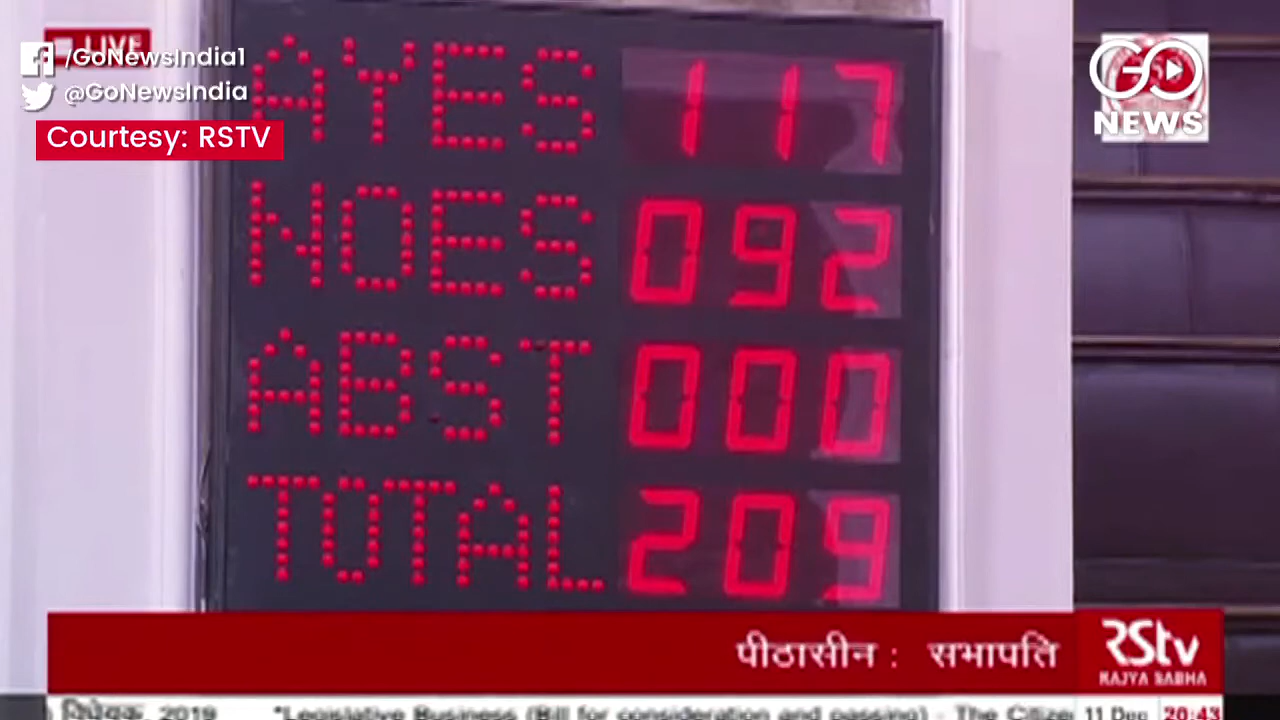 LIVE
/GoNewsIndia1
@GoNewsIndia
Courtesy: RSTV
GO
NEWS
AYES 117
NOES 092
ABST 000
TOTAL 209
पीठासीन : सभापति
RStv
RAJYA SABHA
विधेयक, 2019 *Legislative Business (Bill for consideration and passing) - The Citize 11 Dec 20:43